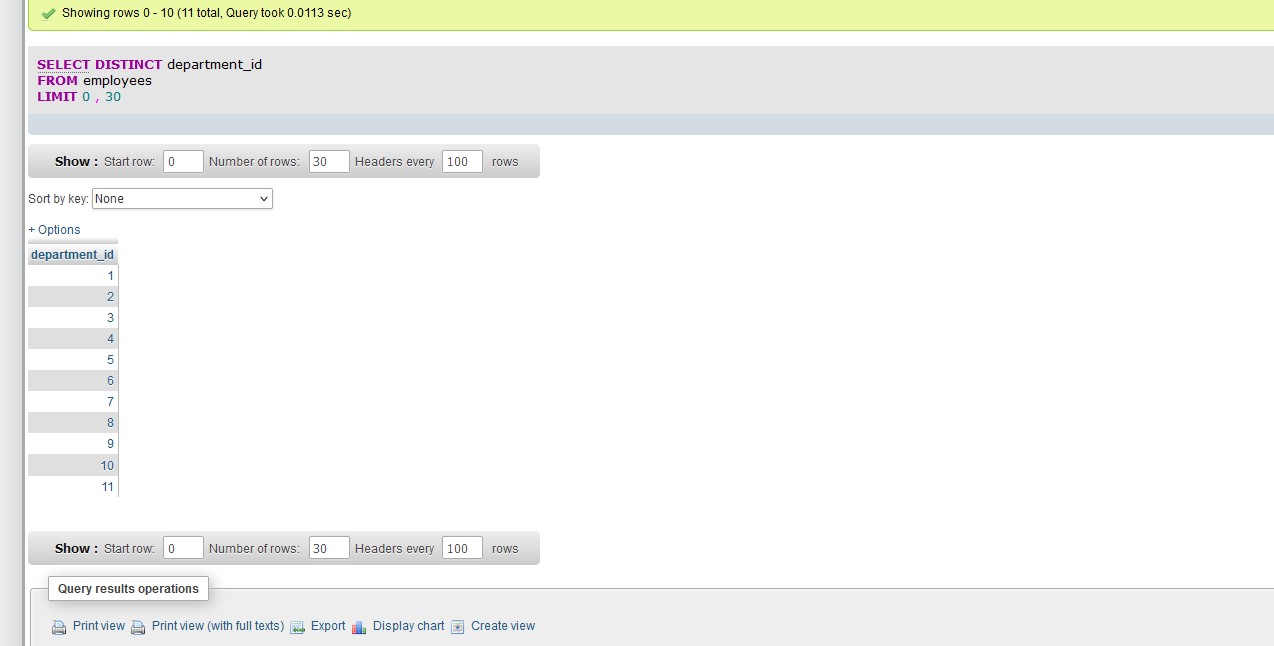 Showing rows 0 - 10 (11 total, Query took 0.0113 sec)
SELECT DISTINCT department_id
FROM employees
LIMIT 0 , 30
Show : Start row: 0 Number of rows: 30 Headers every 100 rows
Sort by key: None
+ Options
department_id
1
2
3
4
5
6
7
8
9
10
11
Show : Start row: 0 Number of rows: 30 Headers every 100 rows
Query results operations
Print view Print view (with full texts) Export Display chart Create view